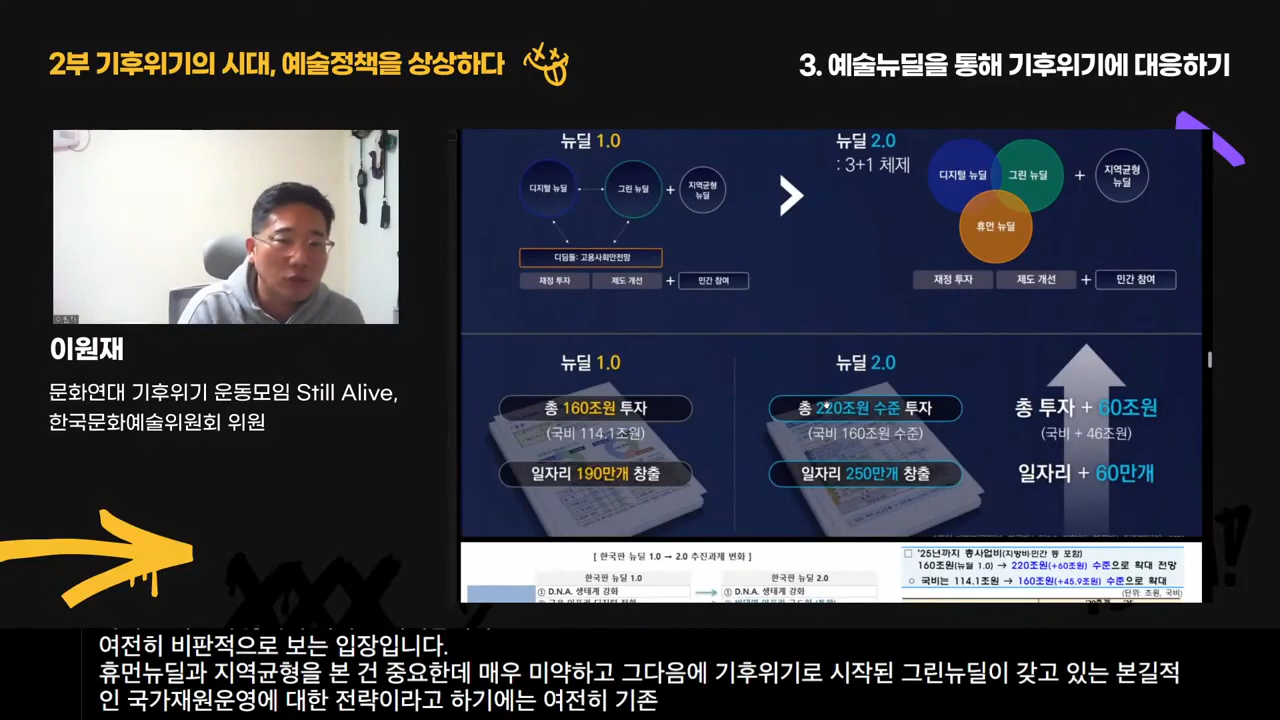 2부 기후위기의 시대, 예술정책을 상상하다
3. 예술뉴딜을 통해 기후위기에 대응하기
이원재
문화연대 기후위기 운동모임 Still Alive,
한국문화예술위원회 위원
뉴딜 1.0
디지털 뉴딜
그린 뉴딜
+
지역균형
뉴딜
디딤돌: 고용사회안전망
재정 투자
제도 개선
+
민간 참여
뉴딜 2.0
: 3+1 체제
디지털 뉴딜
그린 뉴딜
휴먼 뉴딜
+
지역균형
뉴딜
재정 투자
제도 개선
+
민간 참여
뉴딜 1.0
총 160조원 투자
(국비 114.1조원)
일자리 190만개 창출
뉴딜 2.0
총 220조원 수준 투자
(국비 160조원 수준)
일자리 250만개 창출
총 투자 + 60조원
(국비 + 46조원)
일자리 + 60만개
[ 한국판 뉴딜 1.0 → 2.0 추진과제 변화 ]
한국판 뉴딜 1.0
한국판 뉴딜 2.0
① D.N.A. 생태계 강화
① D.N.A. 생태계 강화
□ '25년까지 총사업비(지방비·민간 등 포함)
160조원(뉴딜 1.0) → 220조원(+60조원) 수준으로 확대 전망
○ 국비는 114.1조원 → 160조원(+45.9조원) 수준으로 확대
(단위: 조원, 국비)
여전히 비판적으로 보는 입장입니다.
휴먼뉴딜과 지역균형을 본 건 중요한데 매우 미약하고 그다음에 기후위기로 시작된 그린뉴딜이 갖고 있는 본길적
인 국가재원운영에 대한 전략이라고 하기에는 여전히 기존